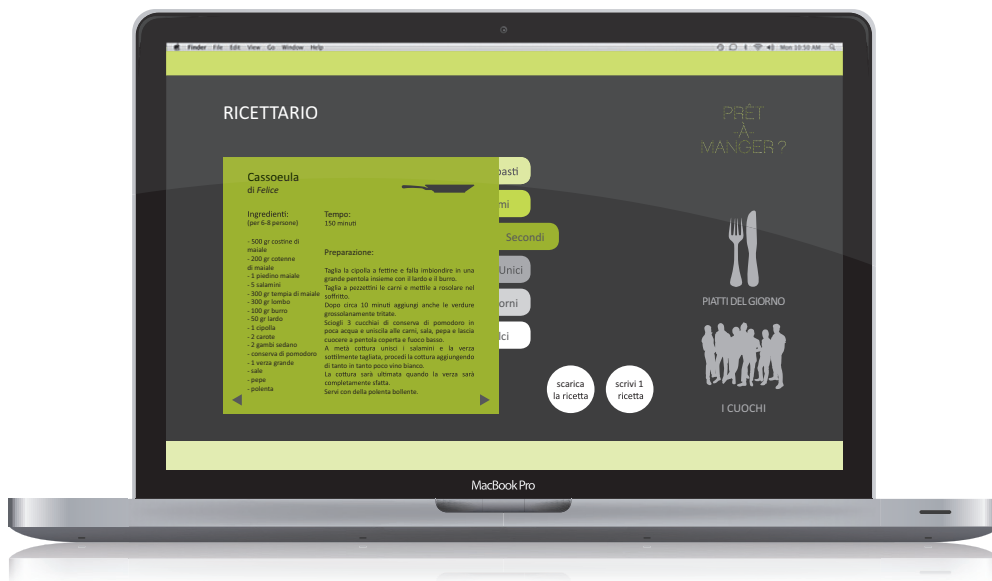 Finder File Edit View Go Window Help
Mon 10:50 AM
RICETTARIO
PRÊT
-À-
MANGER ?
Cassoeula
di Felice
Ingredienti:
(per 6-8 persone)
- 500 gr costine di
maiale
- 200 gr cotenne
di maiale
- 1 piedino maiale
- 5 salamini
- 300 gr tempia di maiale
- 300 gr lombo
- 100 gr burro
- 50 gr lardo
- 1 cipolla
- 2 carote
- 2 gambi sedano
- conserva di pomodoro
- 1 verza grande
- sale
- pepe
- polenta
Tempo:
150 minuti
Preparazione:
Taglia la cipolla a fettine e falla imbiondire in una
grande pentola insieme con il lardo e il burro.
Taglia a pezzettini le carni e mettile a rosolare nel
soffritto.
Dopo circa 10 minuti aggiungi anche le verdure
grossolanamente tritate.
Sciogli 3 cucchiai di conserva di pomodoro in
poca acqua e uniscila alle carni, sala, pepa e lascia
cuocere a pentola coperta e fuoco basso.
A metà cottura unisci i salamini e la verza
sottilmente tagliata, procedi la cottura aggiungendo
di tanto in tanto poco vino bianco.
La cottura sarà ultimata quando la verza sarà
completamente sfatta.
Servi con della polenta bollente.
pasti
mi
Secondi
Unici
orni
lci
scarica
la ricetta
scrivi 1
ricetta
PIATTI DEL GIORNO
I CUOCHI
MacBook Pro